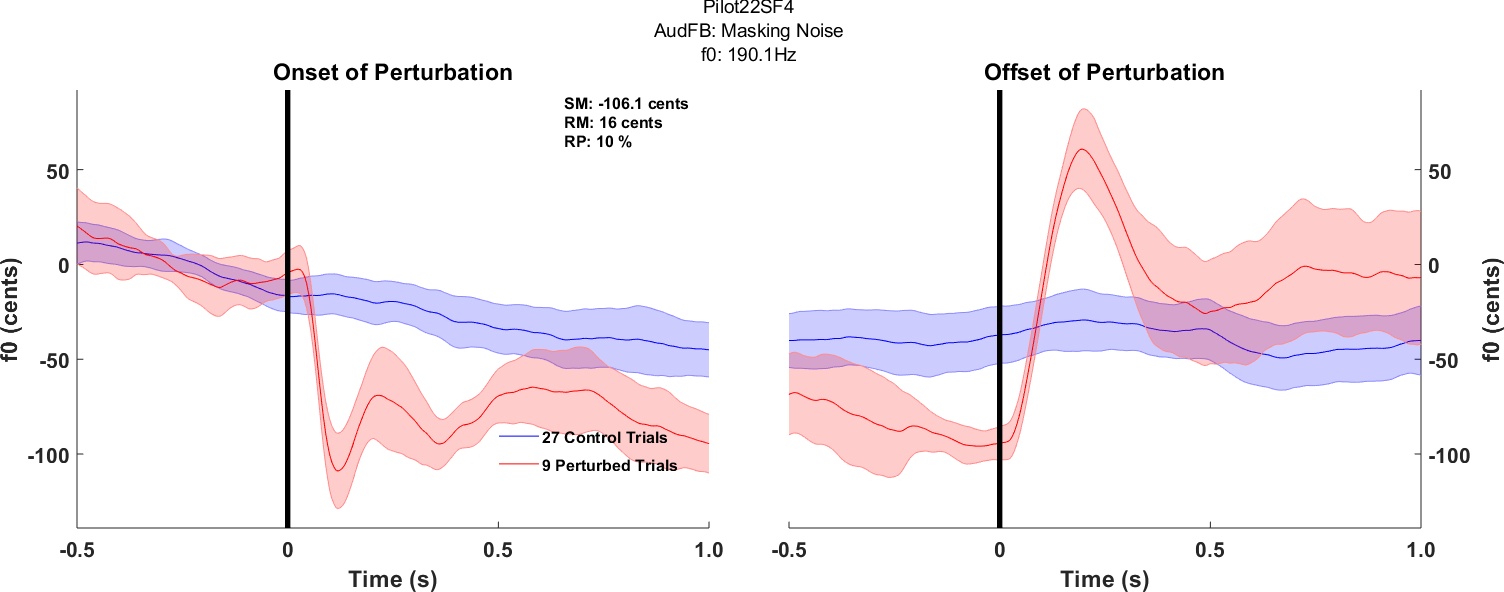 Pilot22SF4
AudFB: Masking Noise
f0: 190.1Hz
Onset of Perturbation
Offset of Perturbation
SM: -106.1 cents
RM: 16 cents
RP: 10 %
50
0
-50
-100
f0 (cents)
27 Control Trials
9 Perturbed Trials
-0.5
0
0.5
1.0
Time (s)
50
0
-50
-100
f0 (cents)
-0.5
0
0.5
1.0
Time (s)